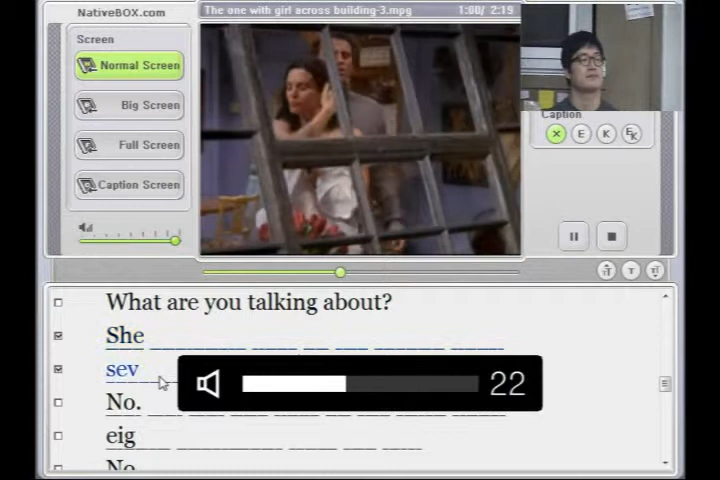 NativeBOX.com
The one with girl across building-3.mpg 1:00/ 2:19
Screen
Normal Screen
Big Screen
Full Screen
Caption Screen
Caption
X E K EK
T T T
What are you talking about?
She
sev
22
No.
eig
No